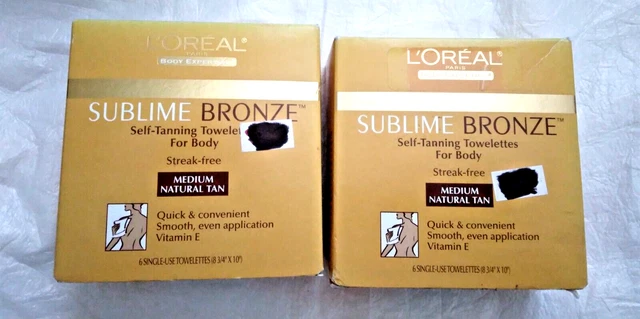 L'ORÉAL
PARIS
BODY EXPERTISE
SUBLIME BRONZE™
Self-Tanning
For Body
Streak-free
MEDIUM
NATURAL TAN
Quick & convenient
Smooth, even application
Vitamin E
6 SINGLE-USE TOWELETTES (8 3/4" X 10")
L'ORÉAL
PARIS
SUBLIME BRONZE™
Self-Tanning Towelettes
For Body
Streak-free
MEDIUM
NATURAL TAN
Quick & convenient
Smooth, even application
Vitamin E
6 SINGLE-USE TOWELETTES (8 3/4" X 10")